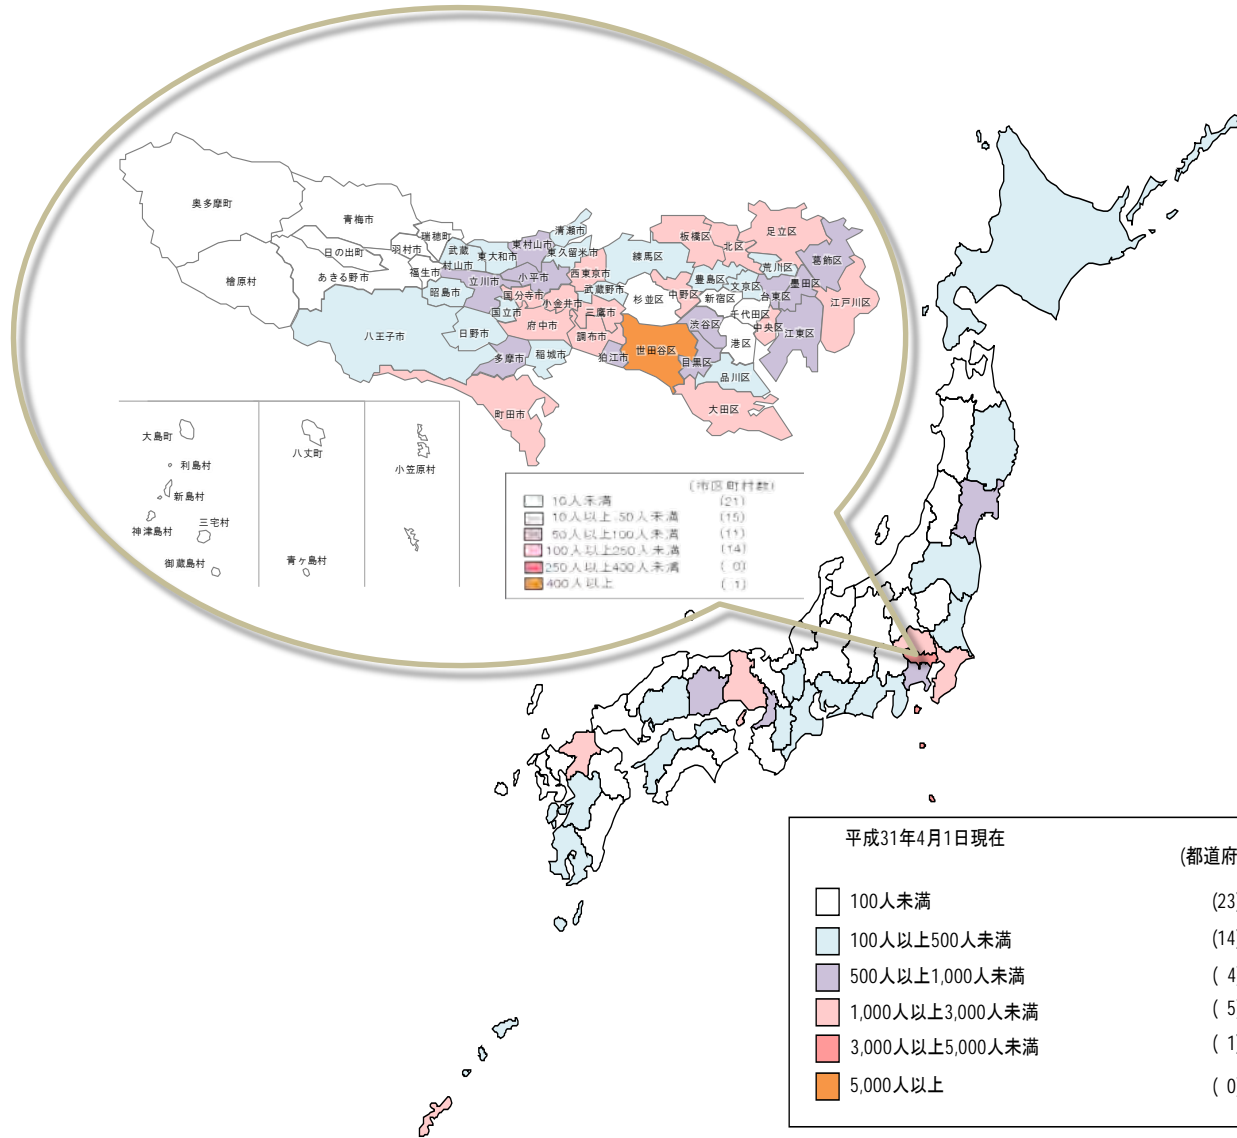 奥多摩町
青梅市
瑞穂町
日の出町
羽村市
檜原村
あきる野市
福生市
武蔵
村山市
東大和市
東村山市
清瀬市
東久留米市
昭島市
立川市
小平市
西東京市
国分寺市
小金井市
武蔵野市
国立市
府中市
三鷹市
調布市
八王子市
日野市
多摩市
稲城市
狛江市
町田市
練馬区
板橋区
北区
足立区
葛飾区
荒川区
豊島区
文京区
杉並区
中野区
新宿区
台東区
墨田区
江戸川区
千代田区
中央区
江東区
渋谷区
港区
世田谷区
目黒区
品川区
大田区
大島町
利島村
新島村
神津島村
三宅村
御蔵島村
八丈町
青ヶ島村
小笠原村
(市区町村数)
10人未満 (21)
10人以上 50人未満 (15)
50人以上100人未満 (11)
100人以上250人未満 (14)
250人以上400人未満 ( 0)
400人以上 ( 1)
平成31年4月1日現在
(都道府
100人未満 (23)
100人以上500人未満 (14)
500人以上1,000人未満 ( 4)
1,000人以上3,000人未満 ( 5)
3,000人以上5,000人未満 ( 1)
5,000人以上 ( 0)